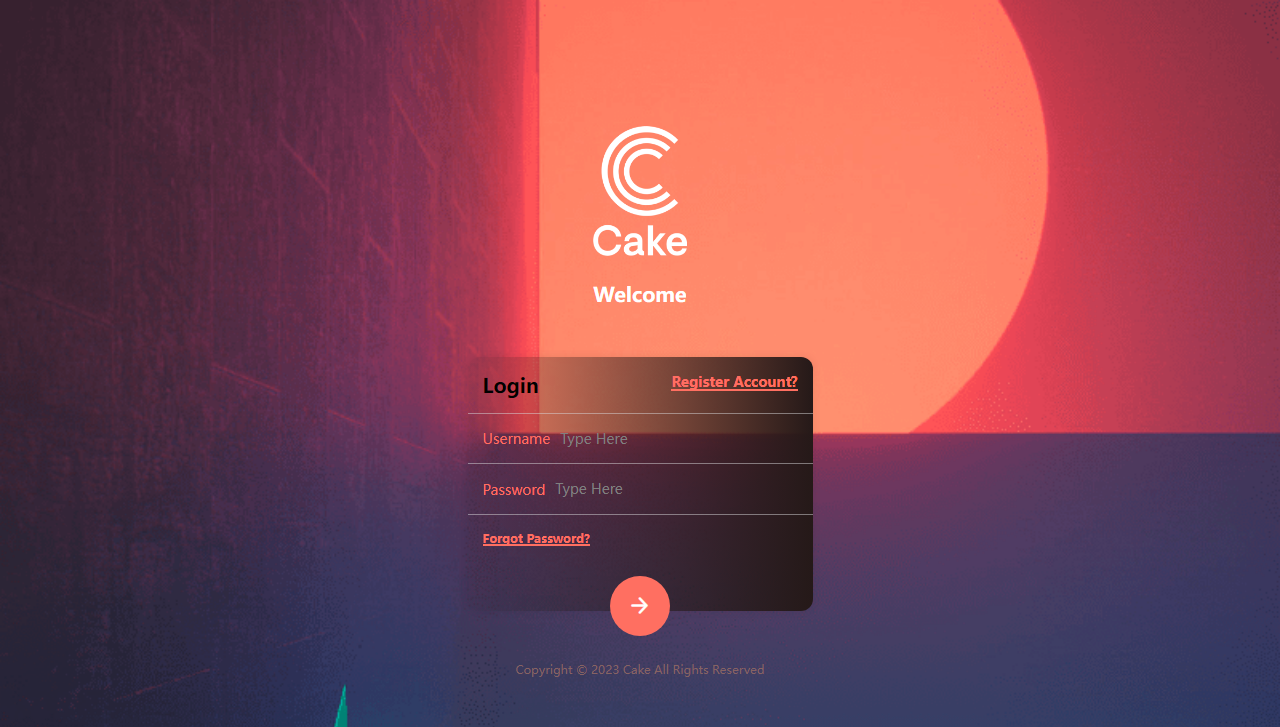 Cake
Welcome
Login
Register Account?
Username Type Here
Password Type Here
Forgot Password?
Copyright © 2023 Cake All Rights Reserved